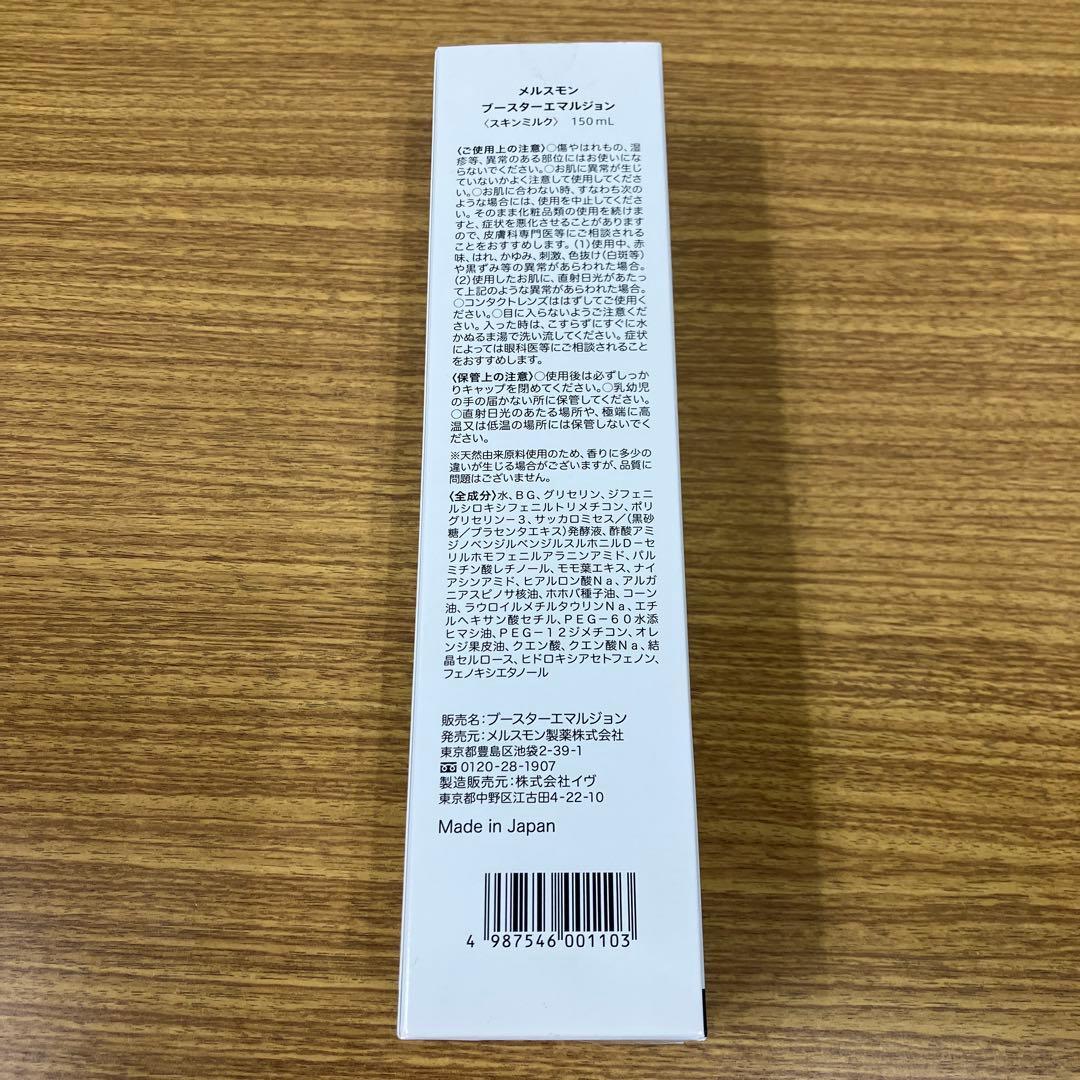 メルスモン
ブースターエマルジョン
〈スキンミルク〉 150mL
〈ご使用上の注意〉○傷やはれもの、湿
疹等、異常のある部位にはお使いにな
らないでください。○お肌に異常が生じ
ていないかよく注意して使用してくださ
い。○お肌に合わない時、すなわち次の
ような場合には、使用を中止してくださ
い。そのまま化粧品類の使用を続けま
すと、症状を悪化させることがあります
ので、皮膚科専門医等にご相談される
ことをおすすめします。(1)使用中、赤
味、はれ、かゆみ、刺激、色抜け(白斑等)
や黒ずみ等の異常があらわれた場合。
(2)使用したお肌に、直射日光があたっ
て上記のような異常があらわれた場合。
○コンタクトレンズははずしてご使用く
ださい。○目に入らないようご注意くだ
さい。入った時は、こすらずにすぐに水
かぬるま湯で洗い流してください。症状
によっては眼科医等にご相談されること
をおすすめします。
〈保管上の注意〉○使用後は必ずしっか
りキャップを閉めてください。○乳幼児
の手の届かない所に保管してください。
○直射日光のあたる場所や、極端に高
温又は低温の場所には保管しないでく
ださい。
※天然由来原料使用のため、香りに多少の
違いが生じる場合がございますが、品質に
問題はございません。
〈全成分〉水、BG、グリセリン、ジフェニ
ルシロキシフェニルトリメチコン、ポリ
グリセリン－3、サッカロミセス／(黒砂
糖／プラセンタエキス)発酵液、酢酸アミ
ジノベンジルベンジルスルホニルD－セ
リルホモフェニルアラニンアミド、パル
ミチン酸レチノール、モモ葉エキス、ナイ
アシンアミド、ヒアルロン酸Na、アルガ
ニアスピノサ核油、ホホバ種子油、コーン
油、ラウロイルメチルタウリンNa、エチ
ルヘキサン酸セチル、PEG－60水添
ヒマシ油、PEG－12ジメチコン、オレ
ンジ果皮油、クエン酸、クエン酸Na、結
晶セルロース、ヒドロキシアセトフェノン、
フェノキシエタノール
販売名：ブースターエマルジョン
発売元：メルスモン製薬株式会社
東京都豊島区池袋2-39-1
0120-28-1907
製造販売元：株式会社イヴ
東京都中野区江古田4-22-10
Made in Japan
4 987546 001103